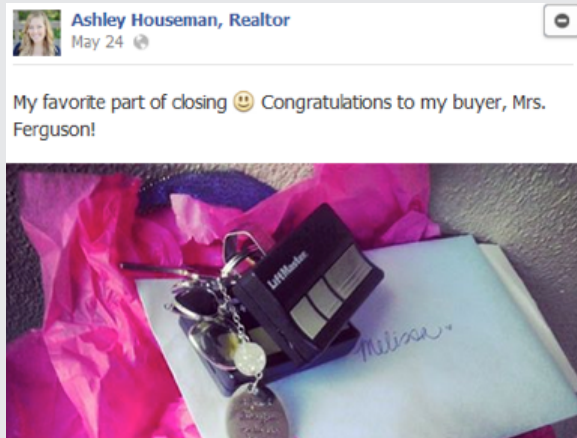 Ashley Houseman, Realtor
May 24
My favorite part of closing Congratulations to my buyer, Mrs.
Ferguson!
LiftMaster
Melissa